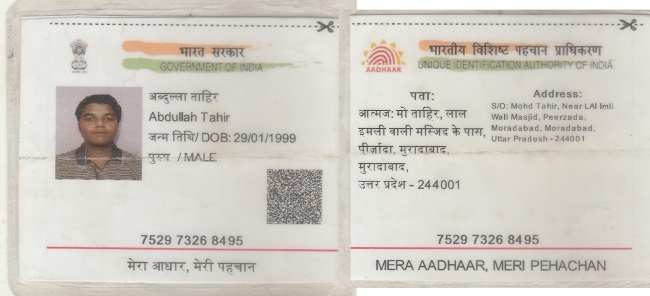 भारत सरकार
GOVERNMENT OF INDIA
अब्दुल्ला ताहिर
Abdullah Tahir
जन्म तिथि/ DOB: 29/01/1999
पुरुष / MALE
7529 7326 8495
मेरा आधार, मेरी पहचान
भारतीय विशिष्ट पहचान प्राधिकरण
UNIQUE IDENTIFICATION AUTHORITY OF INDIA
AADHAAR
पता:
आत्मज: मो ताहिर, लाल
इमली वाली मस्जिद के पास,
पीर्ज़ादा, मुरादाबाद,
मुरादाबाद,
उत्तर प्रदेश - 244001
Address:
S/O: Mohd Tahir, Near LAl Imli
Wali Masjid, Peerzada,
Moradabad, Moradabad,
Uttar Pradesh - 244001
7529 7326 8495
MERA AADHAAR, MERI PEHACHAN